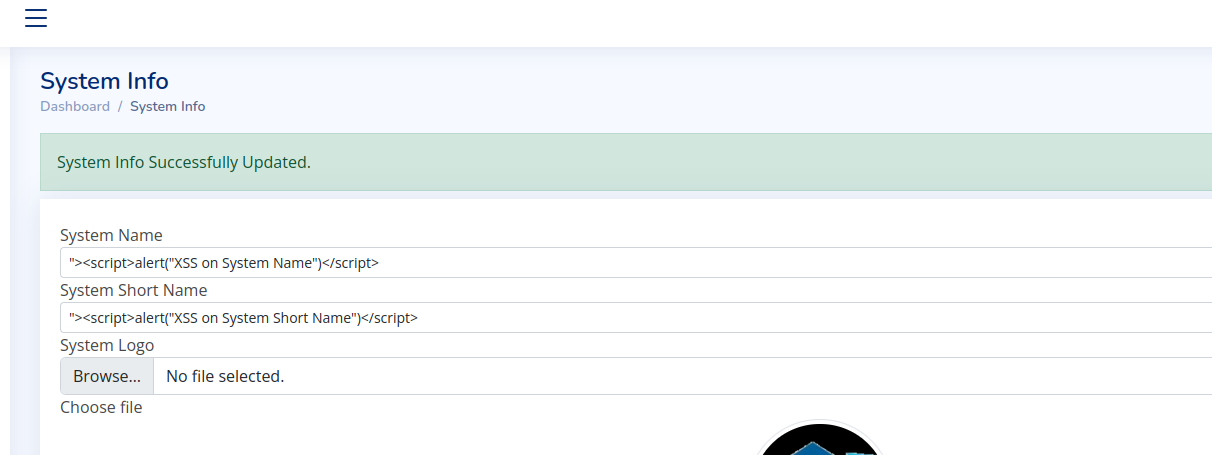 System Info
Dashboard / System Info
System Info Successfully Updated.
System Name
"><script>alert("XSS on System Name")</script>
System Short Name
"><script>alert("XSS on System Short Name")</script>
System Logo
Browse... No file selected.
Choose file